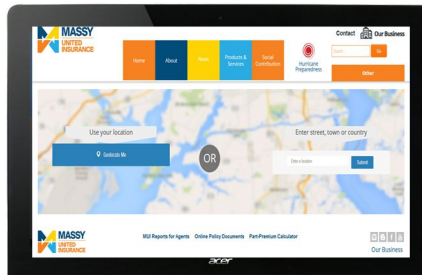 MASSY
UNITED
INSURANCE
Contact
Our Business
Home
About
News
Products &
Services
Social
Contribution
Hurricane
Preparedness
Search
Go
Use your location
Geolocate Me
OR
Enter street, town or country
Enter a location
Submit
MASSY
UNITED
INSURANCE
MUI Reports for Agents Online Policy Documents Part-Premium Calculator
Our Business
acer